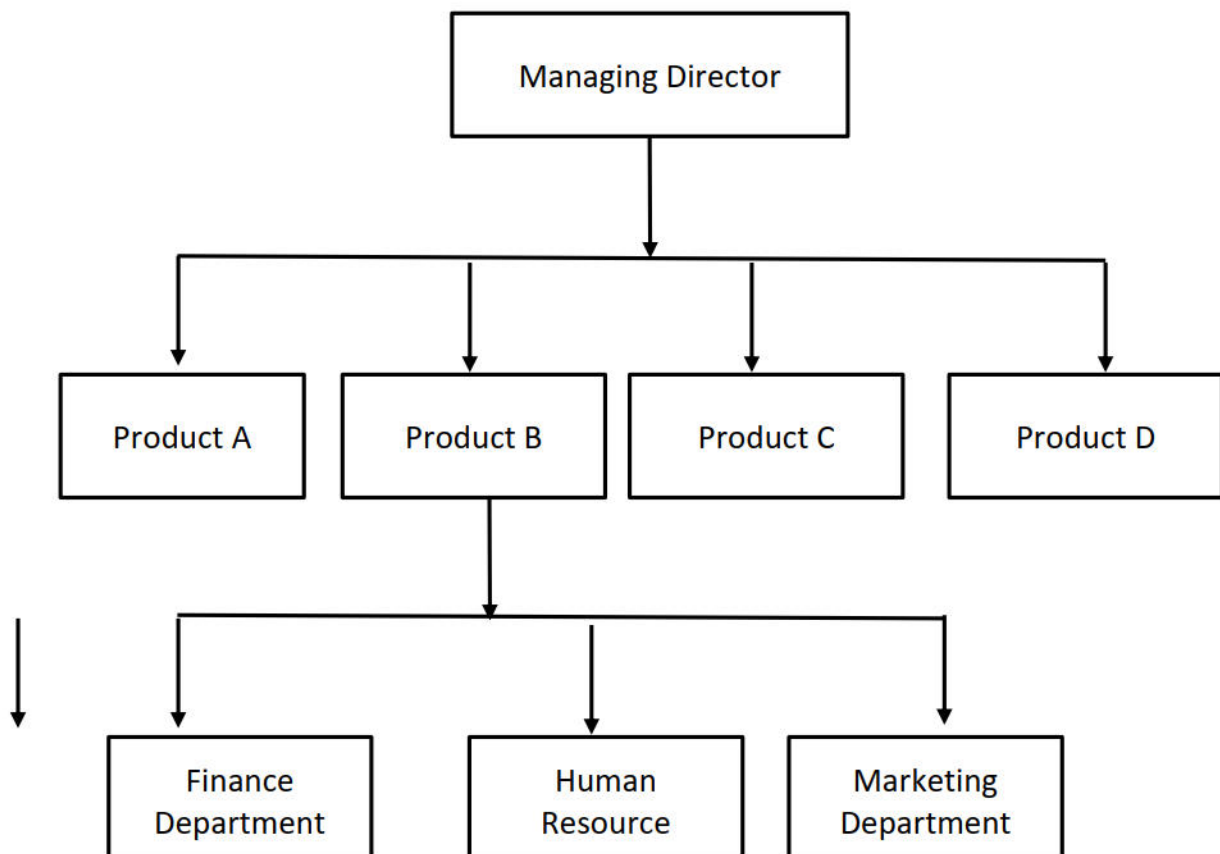 Managing Director
Product A
Product B
Product C
Product D
Finance
Department
Human
Resource
Marketing
Department